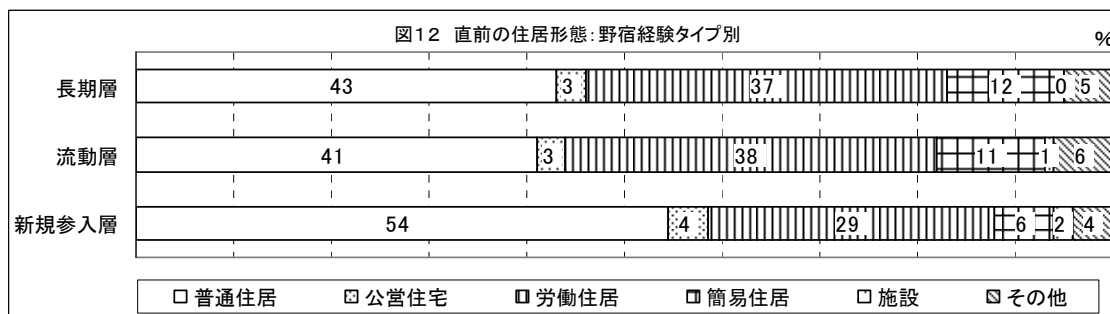 図12 直前の住居形態:野宿経験タイプ別
%
長期層 43 3 37 12 0 5
流動層 41 3 38 11 1 6
新規参入層 54 4 29 6 2 4
普通住居 公営住宅 労働住居 簡易住居 施設 その他